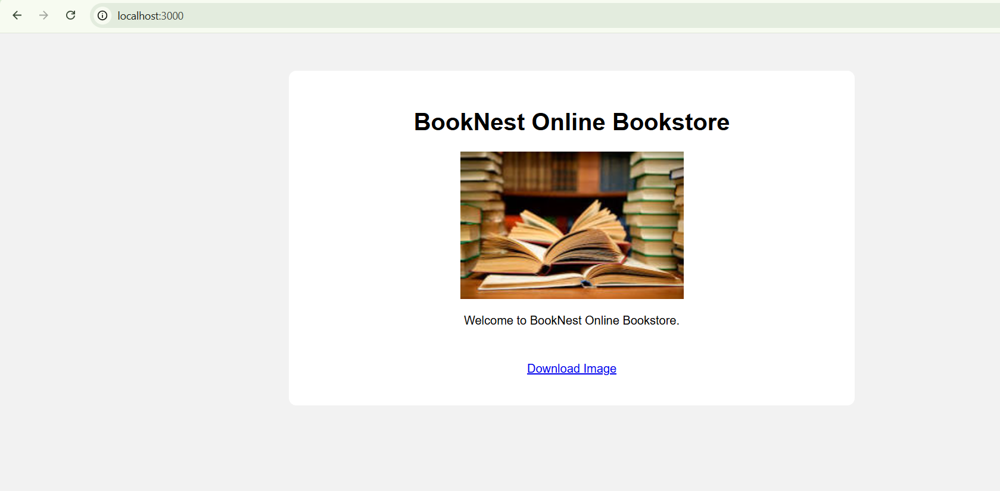 localhost:3000
BookNest Online Bookstore
Welcome to BookNest Online Bookstore.
Download Image